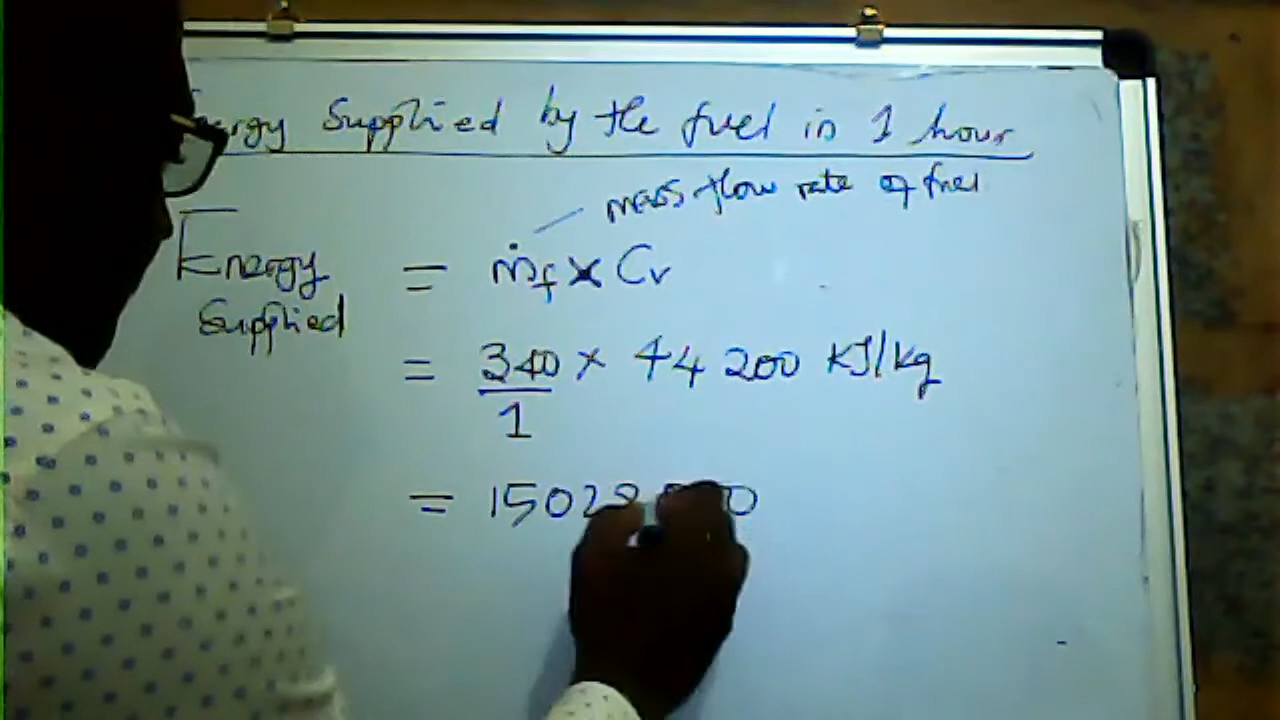 Energy Supplied by the fuel in 1 hour
mass flow rate of fuel
Energy = ṁf × Cv
Supplied
= 340 × 44 200 KJ/kg
1
= 15028